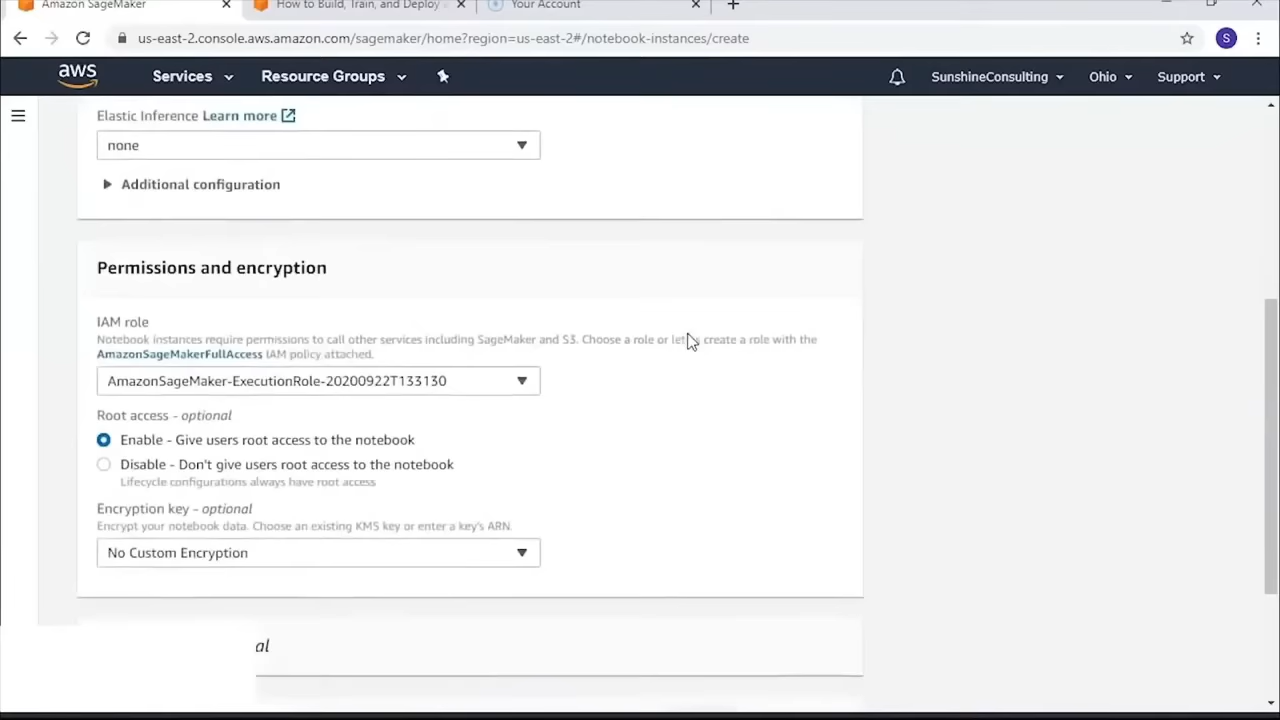 Amazon SageMaker
How to Build, Train, and Deploy
Your Account
us-east-2.console.aws.amazon.com/sagemaker/home?region=us-east-2#/notebook-instances/create
S
aws
Services
Resource Groups
SunshineConsulting
Ohio
Support
Elastic Inference Learn more
none
Additional configuration
Permissions and encryption
IAM role
Notebook instances require permissions to call other services including SageMaker and S3. Choose a role or let create a role with the
AmazonSageMakerFullAccess IAM policy attached.
AmazonSageMaker-ExecutionRole-20200922T133130
Root access - optional
Enable - Give users root access to the notebook
Disable - Don't give users root access to the notebook
Lifecycle configurations always have root access
Encryption key - optional
Encrypt your notebook data. Choose an existing KMS key or enter a key's ARN.
No Custom Encryption
al